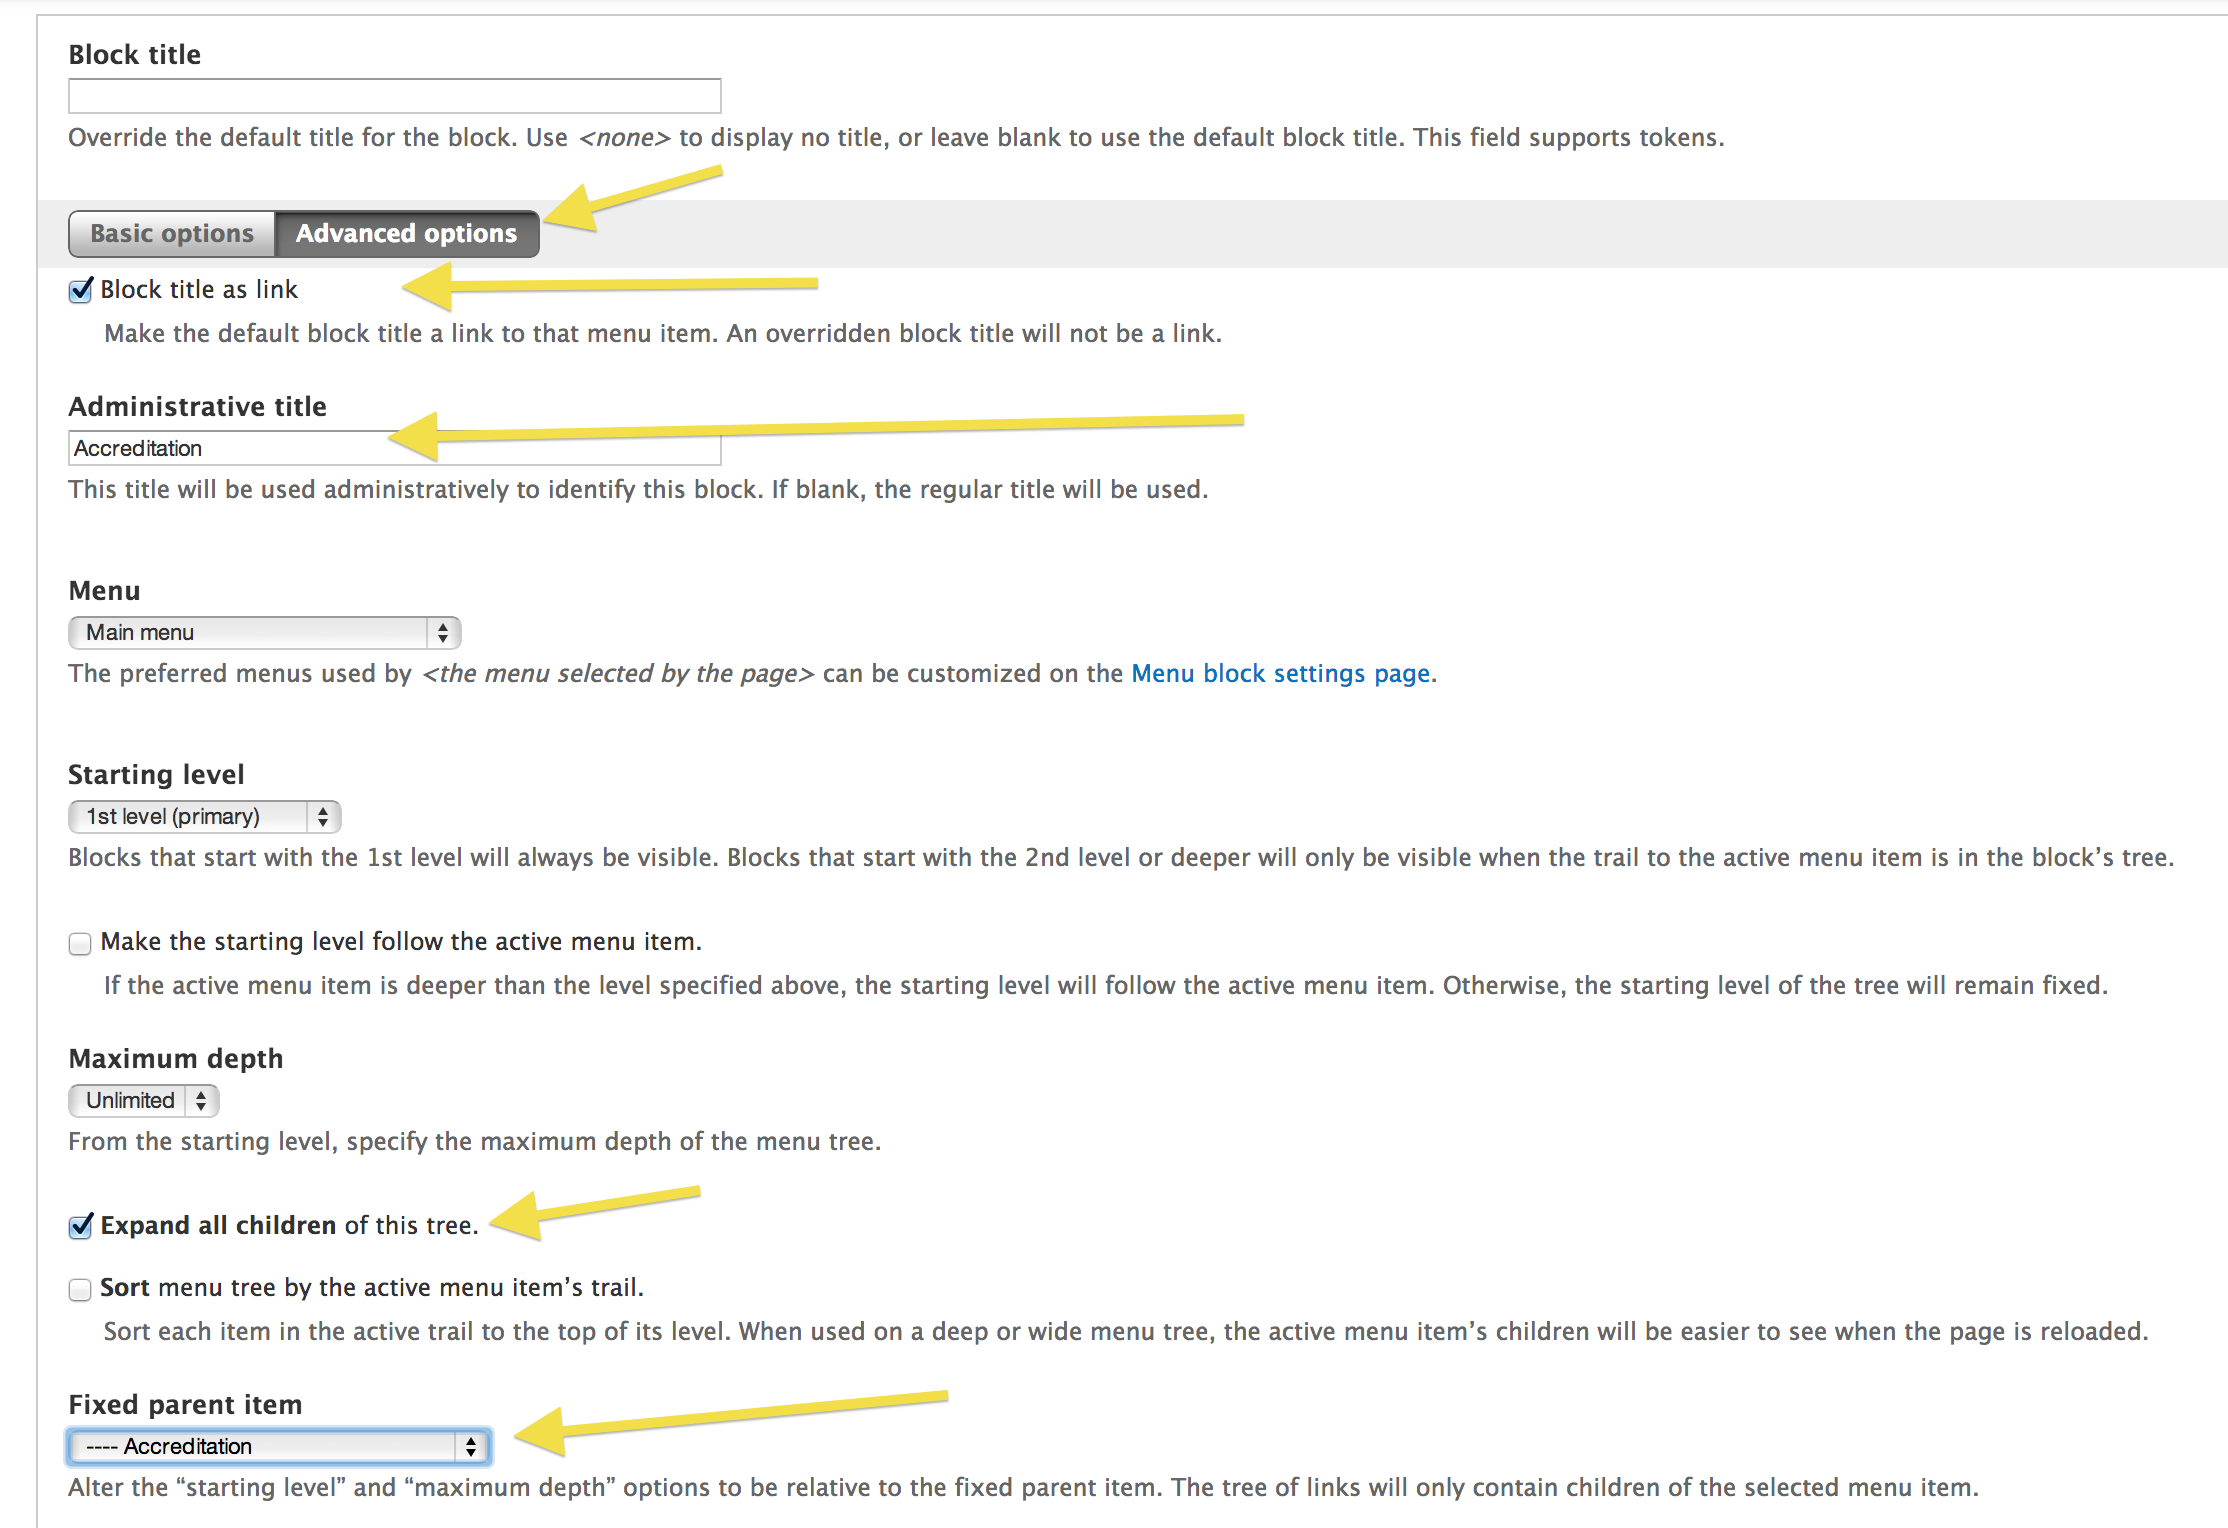 Block title
Override the default title for the block. Use <none> to display no title, or leave blank to use the default block title. This field supports tokens.
Basic options Advanced options
Block title as link
Make the default block title a link to that menu item. An overridden block title will not be a link.
Administrative title
Accreditation
This title will be used administratively to identify this block. If blank, the regular title will be used.
Menu
Main menu
The preferred menus used by <the menu selected by the page> can be customized on the Menu block settings page.
Starting level
1st level (primary)
Blocks that start with the 1st level will always be visible. Blocks that start with the 2nd level or deeper will only be visible when the trail to the active menu item is in the block’s tree.
Make the starting level follow the active menu item.
If the active menu item is deeper than the level specified above, the starting level will follow the active menu item. Otherwise, the starting level of the tree will remain fixed.
Maximum depth
Unlimited
From the starting level, specify the maximum depth of the menu tree.
Expand all children of this tree.
Sort menu tree by the active menu item’s trail.
Sort each item in the active trail to the top of its level. When used on a deep or wide menu tree, the active menu item’s children will be easier to see when the page is reloaded.
Fixed parent item
---- Accreditation
Alter the “starting level” and “maximum depth” options to be relative to the fixed parent item. The tree of links will only contain children of the selected menu item.